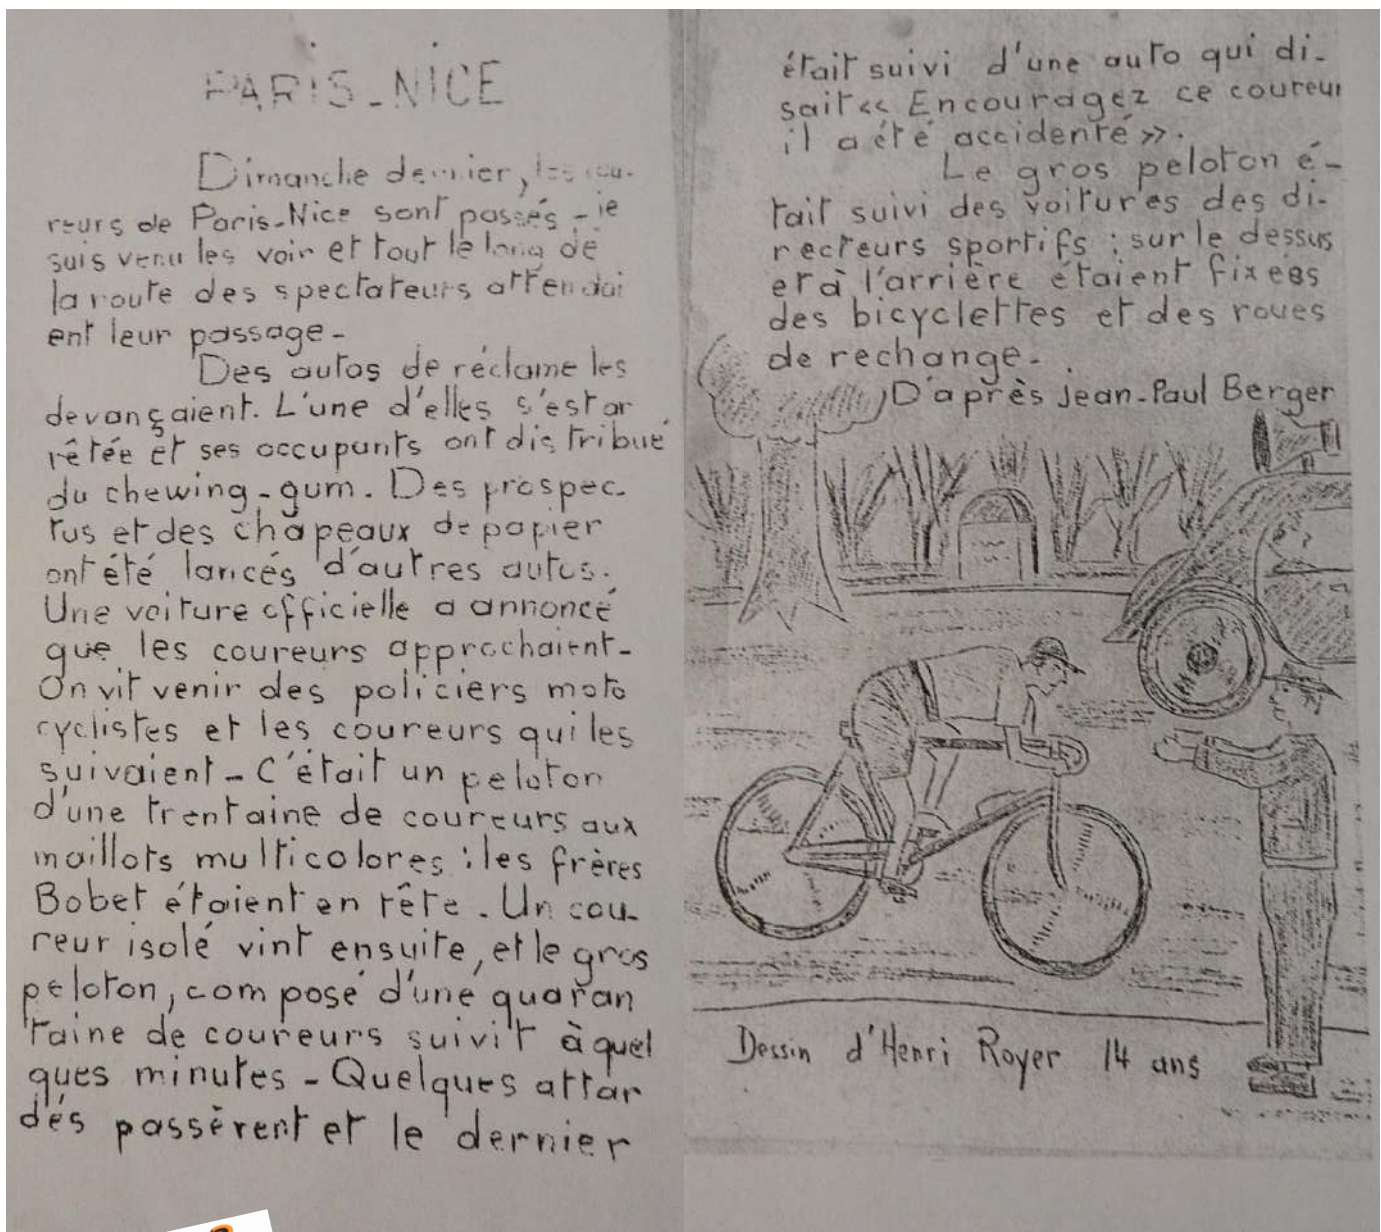 PARIS_NICE
Dimanche dernier, les cou-
reurs de Paris-Nice sont passés - je
suis venu les voir et tout le long de
la route des spectateurs attendai
ent leur passage -
Des autos de réclame les
devançaient. L'une d'elles s'est ar
rêtée et ses occupants ont distribué
du chewing-gum. Des prospec-
tus et des chapeaux de papier
ont été lancés d'autres autos.
Une voiture officielle a annoncé
que les coureurs approchaient -
On vit venir des policiers moto
cyclistes et les coureurs qui les
suivaient - C'était un peloton
d'une trentaine de coureurs aux
maillots multicolores : les frères
Bobet étaient en tête. Un cou-
reur isolé vint ensuite, et le gros
peloton, composé d'une quaran
taine de coureurs suivit à quel
ques minutes - Quelques attar
dés passèrent et le dernier
était suivi d'une auto qui di-
sait << Encouragez ce coureur
il a été accidenté >>.
Le gros peloton é-
tait suivi des voitures des di-
recteurs sportifs : sur le dessus
et à l'arrière étaient fixées
des bicyclettes et des roues
de rechange -
D'après Jean-Paul Berger
Dessin d'Henri Royer 14 ans